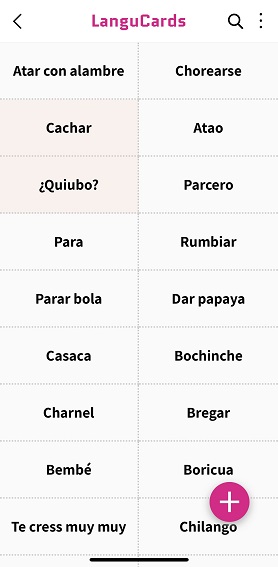 LanguCards
Atar con alambre Chorearse
Cachar Atao
¿Quiubo? Parcero
Para Rumbiar
Parar bola Dar papaya
Casaca Bochinche
Charnel Bregar
Bembé Boricua
Te cress muy muy Chilango